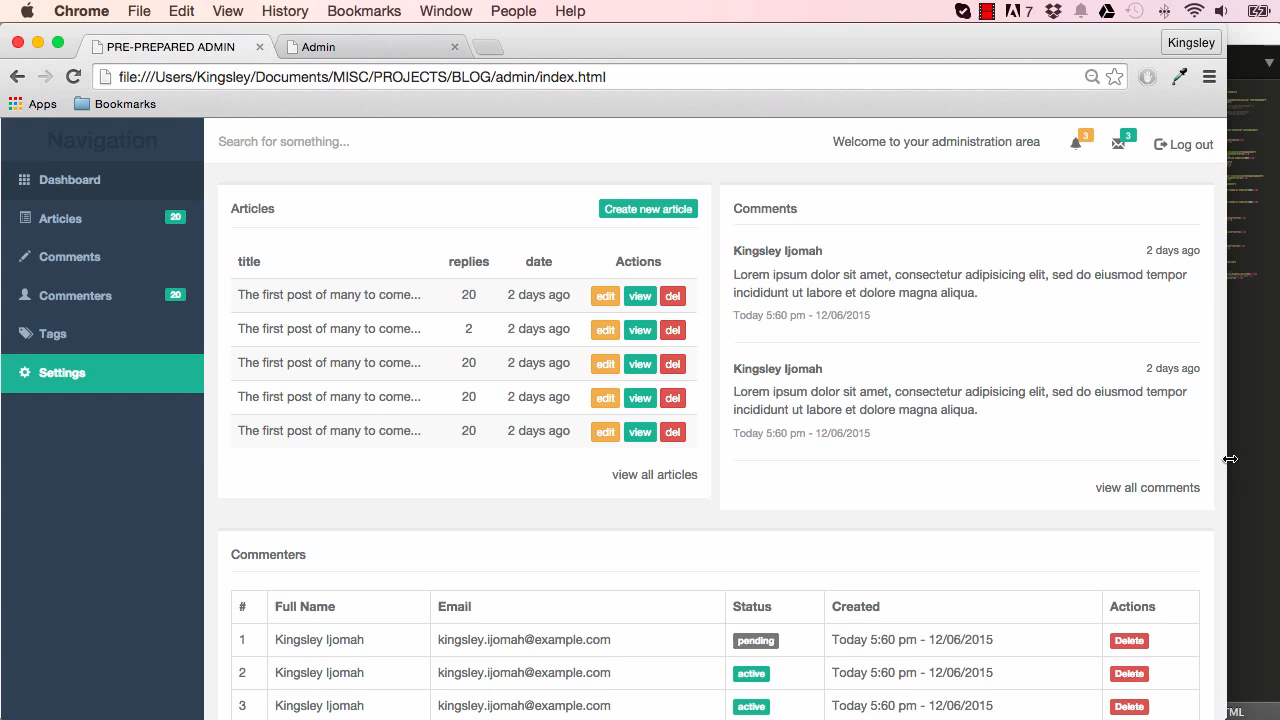 Chrome File Edit View History Bookmarks Window People Help 7
PRE-PREPARED ADMIN × Admin × Kingsley
file:///Users/Kingsley/Documents/MISC/PROJECTS/BLOG/admin/index.html
Apps Bookmarks
Navigation
Search for something... Welcome to your administration area 3 3 Log out
Dashboard
Articles 20
Comments
Commenters 20
Tags
Settings
Articles Create new article
title replies date Actions
The first post of many to come... 20 2 days ago edit view del
The first post of many to come... 2 2 days ago edit view del
The first post of many to come... 20 2 days ago edit view del
The first post of many to come... 20 2 days ago edit view del
The first post of many to come... 20 2 days ago edit view del
view all articles
Comments
Kingsley Ijomah 2 days ago
Lorem ipsum dolor sit amet, consectetur adipisicing elit, sed do eiusmod tempor
incididunt ut labore et dolore magna aliqua.
Today 5:60 pm - 12/06/2015
Kingsley Ijomah 2 days ago
Lorem ipsum dolor sit amet, consectetur adipisicing elit, sed do eiusmod tempor
incididunt ut labore et dolore magna aliqua.
Today 5:60 pm - 12/06/2015
view all comments
Commenters
# Full Name Email Status Created Actions
1 Kingsley Ijomah kingsley.ijomah@example.com pending Today 5:60 pm - 12/06/2015 Delete
2 Kingsley Ijomah kingsley.ijomah@example.com active Today 5:60 pm - 12/06/2015 Delete
3 Kingsley Ijomah kingsley.ijomah@example.com active Today 5:60 pm - 12/06/2015 Delete